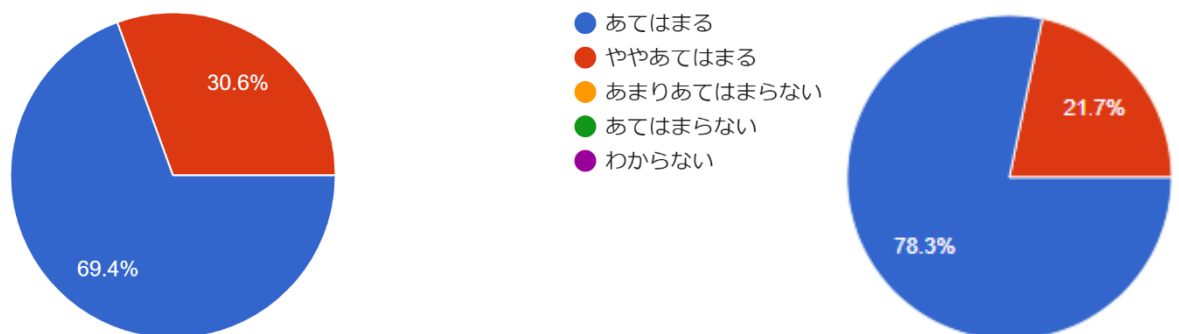 30.6%
69.4%
あてはまる
ややあてはまる
あまりあてはまらない
あてはまらない
わからない
21.7%
78.3%